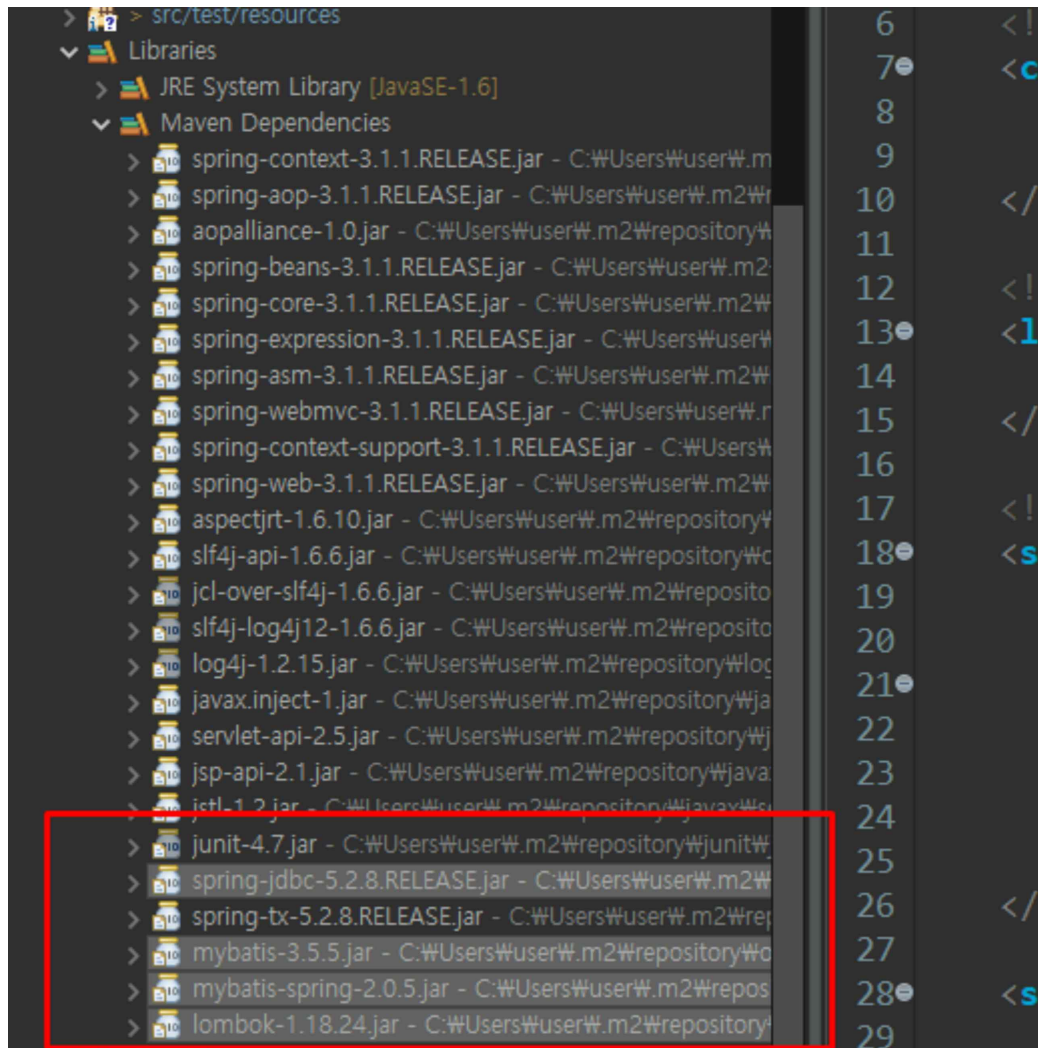 > src/test/resources
Libraries
JRE System Library [JavaSE-1.6]
Maven Dependencies
spring-context-3.1.1.RELEASE.jar - C:₩Users₩user₩.m
spring-aop-3.1.1.RELEASE.jar - C:₩Users₩user₩.m2₩r
aopalliance-1.0.jar - C:₩Users₩user₩.m2₩repository₩
spring-beans-3.1.1.RELEASE.jar - C:₩Users₩user₩.m2
spring-core-3.1.1.RELEASE.jar - C:₩Users₩user₩.m2₩
spring-expression-3.1.1.RELEASE.jar - C:₩Users₩user₩
spring-asm-3.1.1.RELEASE.jar - C:₩Users₩user₩.m2₩
spring-webmvc-3.1.1.RELEASE.jar - C:₩Users₩user₩.r
spring-context-support-3.1.1.RELEASE.jar - C:₩Users₩
spring-web-3.1.1.RELEASE.jar - C:₩Users₩user₩.m2₩
aspectjrt-1.6.10.jar - C:₩Users₩user₩.m2₩repository₩
slf4j-api-1.6.6.jar - C:₩Users₩user₩.m2₩repository₩c
jcl-over-slf4j-1.6.6.jar - C:₩Users₩user₩.m2₩reposito
slf4j-log4j12-1.6.6.jar - C:₩Users₩user₩.m2₩reposito
log4j-1.2.15.jar - C:₩Users₩user₩.m2₩repository₩log
javax.inject-1.jar - C:₩Users₩user₩.m2₩repository₩ja
servlet-api-2.5.jar - C:₩Users₩user₩.m2₩repository₩j
jsp-api-2.1.jar - C:₩Users₩user₩.m2₩repository₩java
jstl-1.2.jar - C:₩Users₩user₩.m2₩repository₩javax₩s
junit-4.7.jar - C:₩Users₩user₩.m2₩repository₩junit₩j
spring-jdbc-5.2.8.RELEASE.jar - C:₩Users₩user₩.m2₩
spring-tx-5.2.8.RELEASE.jar - C:₩Users₩user₩.m2₩rep
mybatis-3.5.5.jar - C:₩Users₩user₩.m2₩repository₩o
mybatis-spring-2.0.5.jar - C:₩Users₩user₩.m2₩repos
lombok-1.18.24.jar - C:₩Users₩user₩.m2₩repository
6 <!
7 <c
8
9
10 </
11
12 <!
13 <l
14
15 </
16
17 <!
18 <s
19
20
21
22
23
24
25
26 </
27
28 <s
29